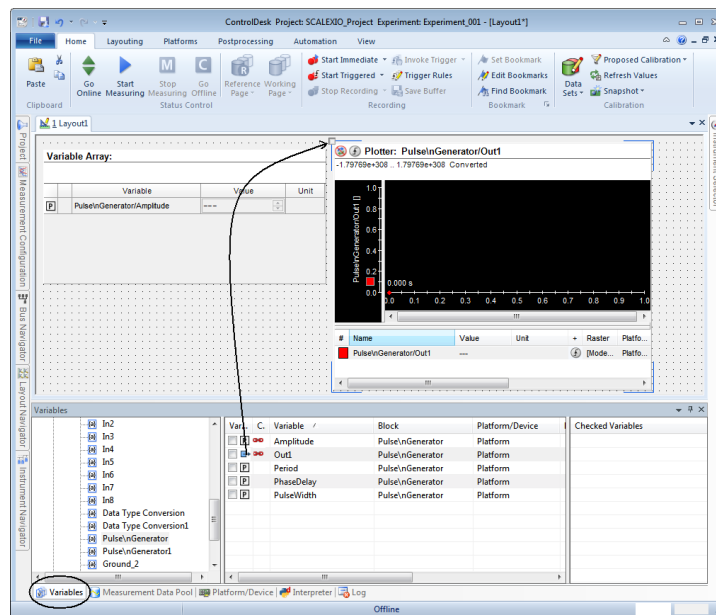 ControlDesk Project: SCALEXIO_Project Experiment: Experiment_001 - [Layout1*]
File Home Layouting Platforms Postprocessing Automation View
Paste
Clipboard
Go Online
Start Measuring
Stop Measuring
Go Offline
Status Control
Reference Page
Working Page
Start Immediate
Start Triggered
Stop Recording
Invoke Trigger
Trigger Rules
Save Buffer
Recording
Set Bookmark
Edit Bookmarks
Find Bookmark
Bookmark
Data Sets
Proposed Calibration
Refresh Values
Snapshot
Calibration
1 Layout1
Project
Measurement Configuration
Bus Navigator
Layout Navigator
Instrument Navigator
Variable Array:
Variable Value Unit
P Pulse\nGenerator/Amplitude ---
Plotter: Pulse\nGenerator/Out1
-1.79769e+308 .. 1.79769e+308 Converted
Pulse\nGenerator/Out1 []
1.0
0.8
0.6
0.4
0.2
0.0
0.000 s
0.0 0.1 0.2 0.3 0.4 0.5 0.6 0.7 0.8 0.9 1.0
# Name Value Unit + Raster Platfo...
Pulse\nGenerator/Out1 --- [Mode... Platfo...
Variables
In2
In3
In4
In5
In6
In7
In8
Data Type Conversion
Data Type Conversion1
Pulse\nGenerator
Pulse\nGenerator1
Ground_2
Var... C. Variable Block Platform/Device
P Amplitude Pulse\nGenerator Platform
Out1 Pulse\nGenerator Platform
P Period Pulse\nGenerator Platform
P PhaseDelay Pulse\nGenerator Platform
P PulseWidth Pulse\nGenerator Platform
Checked Variables
Variables Measurement Data Pool Platform/Device Interpreter Log
Offline